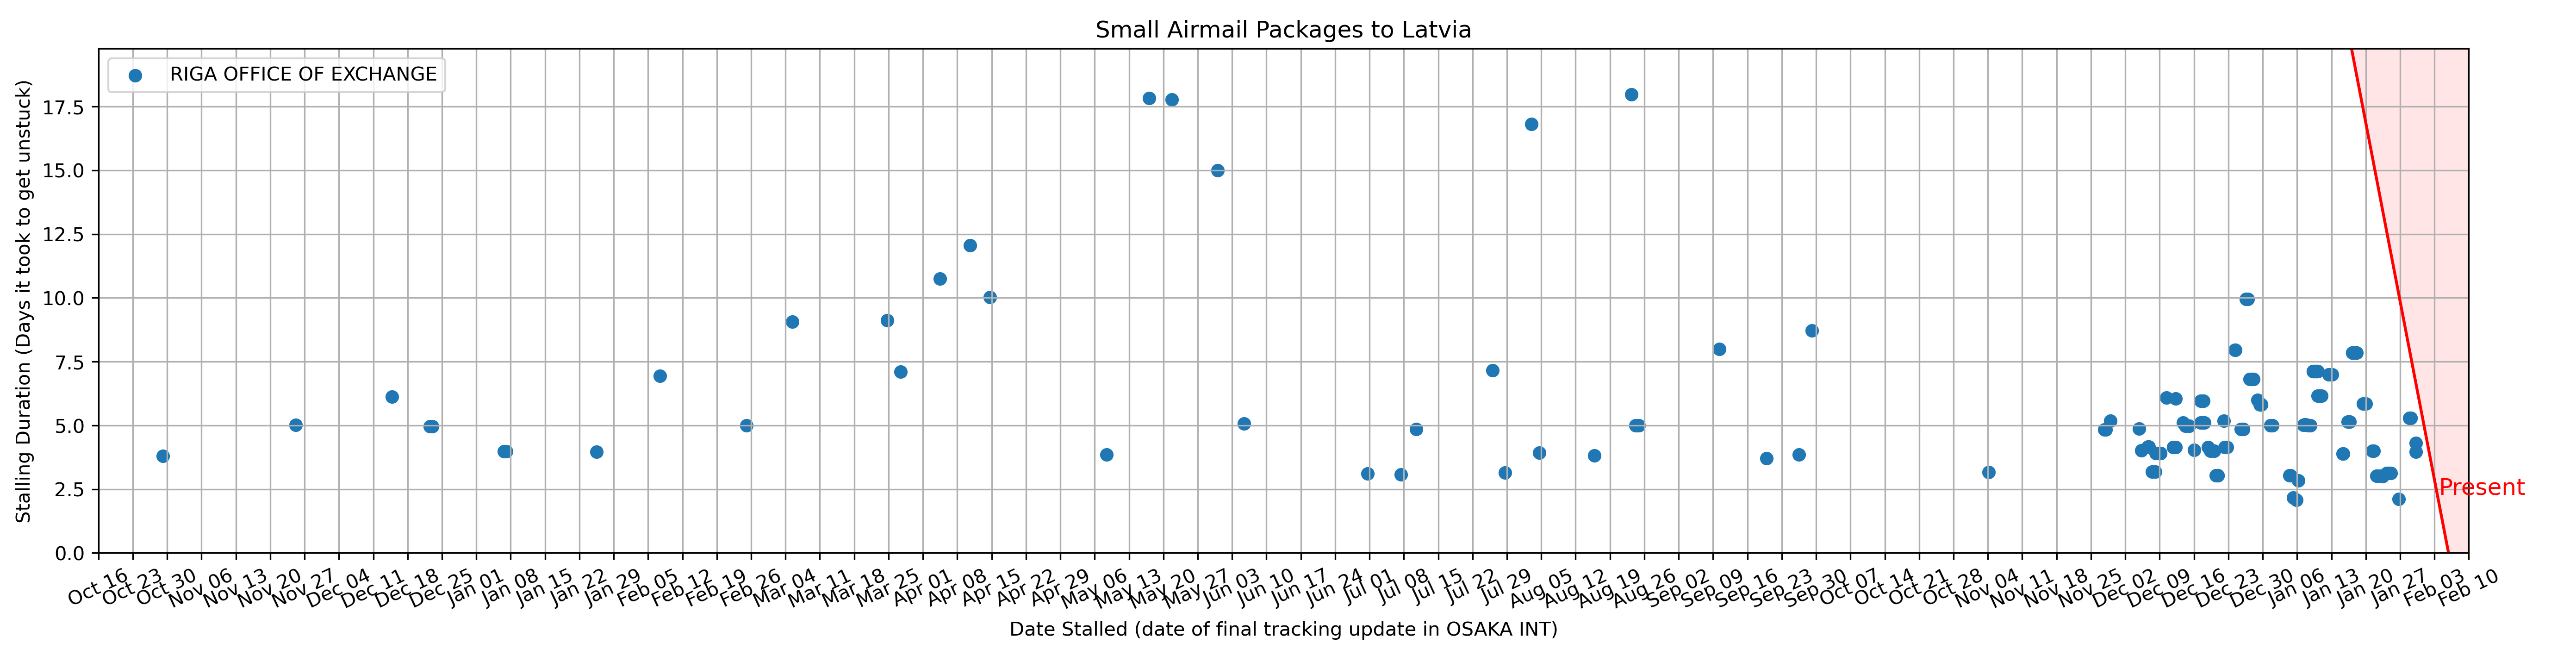 Small Airmail Packages to Latvia
RIGA OFFICE OF EXCHANGE
Stalling Duration (Days it took to get unstuck)
17.5
15.0
12.5
10.0
7.5
5.0
2.5
0.0
Present
Oct 16
Oct 23
Oct 30
Nov 06
Nov 13
Nov 20
Nov 27
Dec 04
Dec 11
Dec 18
Dec 25
Jan 01
Jan 08
Jan 15
Jan 22
Jan 29
Feb 05
Feb 12
Feb 19
Feb 26
Mar 04
Mar 11
Mar 18
Mar 25
Apr 01
Apr 08
Apr 15
Apr 22
Apr 29
May 06
May 13
May 20
May 27
Jun 03
Jun 10
Jun 17
Jun 24
Jul 01
Jul 08
Jul 15
Jul 22
Jul 29
Aug 05
Aug 12
Aug 19
Aug 26
Sep 02
Sep 09
Sep 16
Sep 23
Sep 30
Oct 07
Oct 14
Oct 21
Oct 28
Nov 04
Nov 11
Nov 18
Nov 25
Dec 02
Dec 09
Dec 16
Dec 23
Dec 30
Jan 06
Jan 13
Jan 20
Jan 27
Feb 03
Feb 10
Date Stalled (date of final tracking update in OSAKA INT)